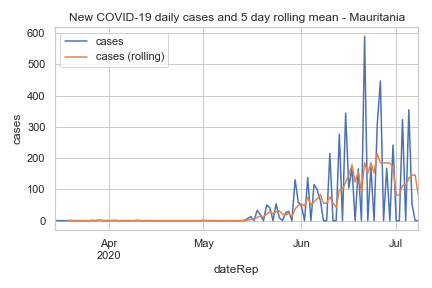 New COVID-19 daily cases and 5 day rolling mean - Mauritania
cases
cases (rolling)
600
500
400
300
200
100
0
cases
Apr
2020
May
Jun
Jul
dateRep